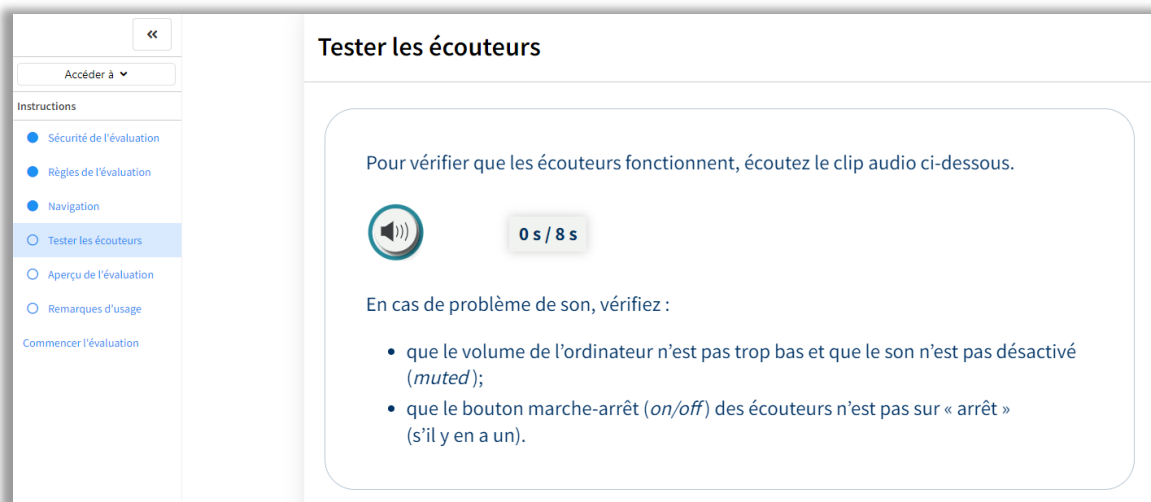 «
Accéder à
Instructions
Sécurité de l'évaluation
Règles de l'évaluation
Navigation
Tester les écouteurs
Aperçu de l'évaluation
Remarques d'usage
Commencer l'évaluation
Tester les écouteurs
Pour vérifier que les écouteurs fonctionnent, écoutez le clip audio ci-dessous.
0 s / 8 s
En cas de problème de son, vérifiez :
• que le volume de l’ordinateur n’est pas trop bas et que le son n’est pas désactivé
(muted);
• que le bouton marche-arrêt (on/off) des écouteurs n’est pas sur « arrêt »
(s’il y en a un).